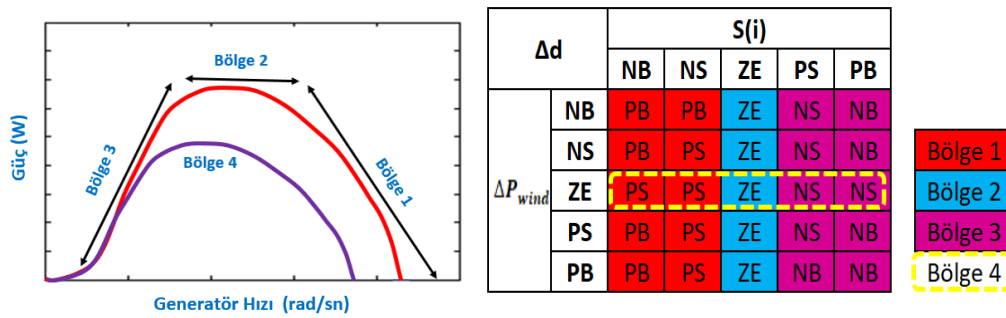 Bölge 2
Bölge 3
Bölge 4
Bölge 1
Güç (W)
Generatör Hızı (rad/sn)
Δd S(i)
NB NS ZE PS PB
ΔP_wind
NB PB PB ZE NS NB
NS PB PS ZE NS NB
ZE PS PS ZE NS NS
PS PB PS ZE NS NB
PB PB PS ZE NB NB
Bölge 1
Bölge 2
Bölge 3
Bölge 4